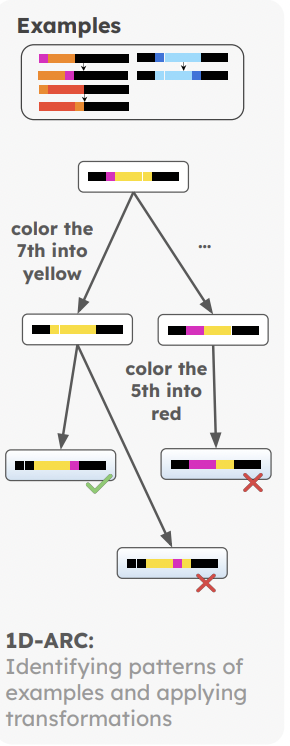 Examples
color the
7th into
yellow
...
color the
5th into
red
1D-ARC:
Identifying patterns of
examples and applying
transformations